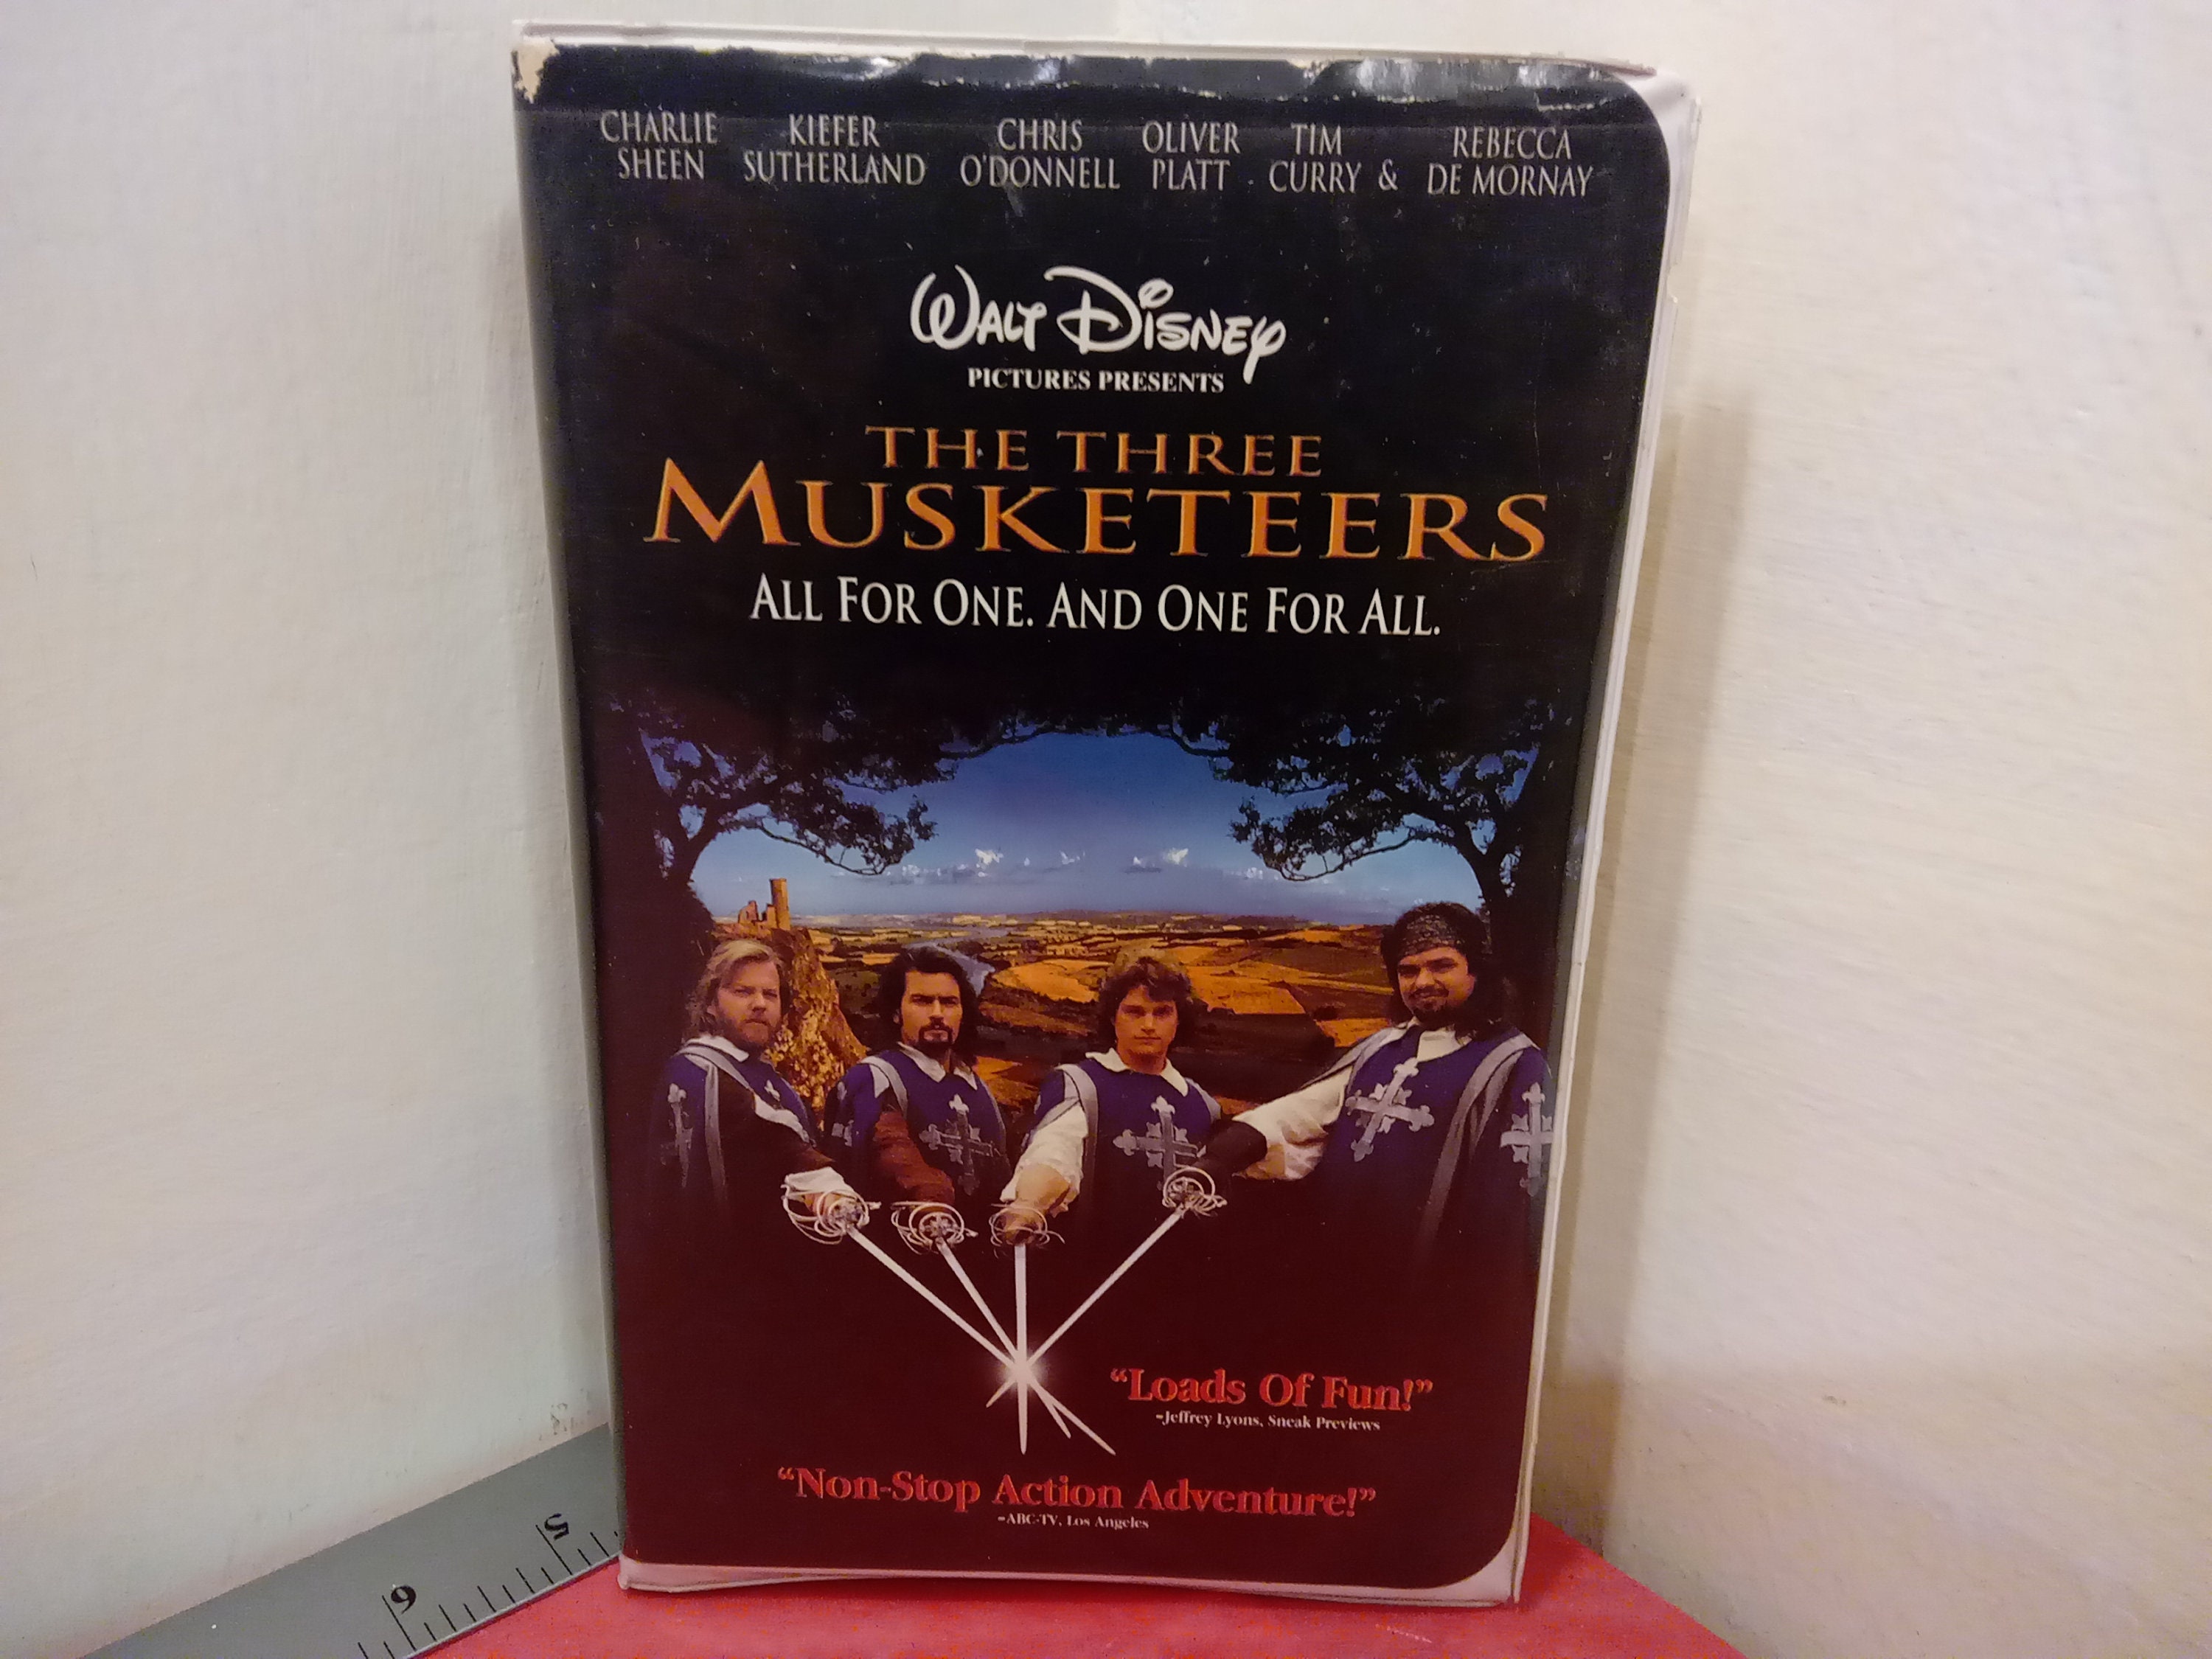 CHARLIE SHEEN
KIEFER SUTHERLAND
CHRIS O'DONNELL
OLIVER PLATT
TIM CURRY &
REBECCA DE MORNAY
WALT DISNEY
PICTURES PRESENTS
THE THREE
MUSKETEERS
ALL FOR ONE. AND ONE FOR ALL.
"Loads Of Fun!"
-Jeffrey Lyons, Sneak Previews
"Non-Stop Action Adventure!"
-ABC-TV, Los Angeles
5
6